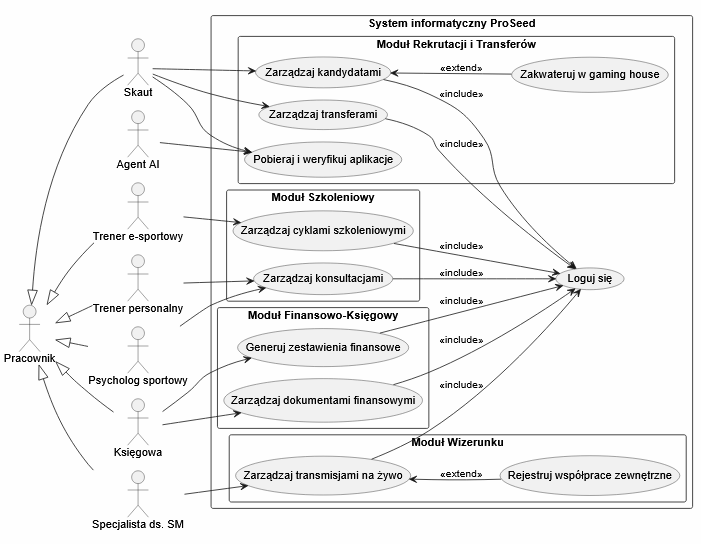 System informatyczny ProSeed
Moduł Rekrutacji i Transferów
Skaut
Zarządzaj kandydatami
«extend»
Zakwateruj w gaming house
«include»
Zarządzaj transferami
«include»
Agent AI
Pobieraj i weryfikuj aplikacje
Moduł Szkoleniowy
Trener e-sportowy
Zarządzaj cyklami szkoleniowymi
«include»
Trener personalny
Zarządzaj konsultacjami
«include»
Loguj się
«include»
Moduł Finansowo-Księgowy
Pracownik
Psycholog sportowy
Generuj zestawienia finansowe
«include»
Zarządzaj dokumentami finansowymi
«include»
Księgowa
Moduł Wizerunku
Zarządzaj transmisjami na żywo
«extend»
Rejestruj współprace zewnętrzne
Specjalista ds. SM